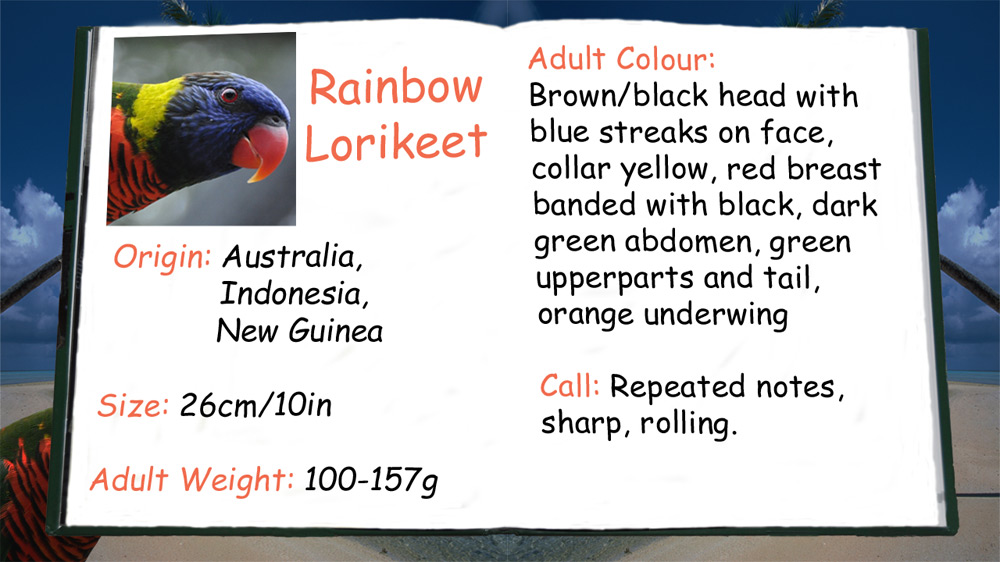 Rainbow
Lorikeet
Origin: Australia,
Indonesia,
New Guinea
Size: 26cm/10in
Adult Weight: 100-157g
Adult Colour:
Brown/black head with
blue streaks on face,
collar yellow, red breast
banded with black, dark
green abdomen, green
upperparts and tail,
orange underwing
Call: Repeated notes,
sharp, rolling.